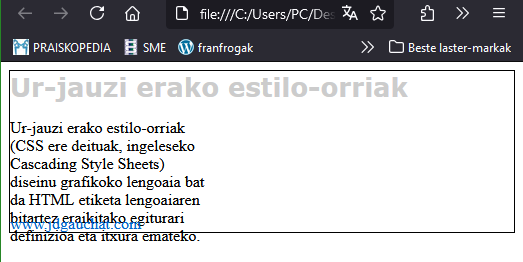 file:///C:/Users/PC/Des
PRAISKOPEDIA
SME
franfrogak
Beste laster-markak
Ur-jauzi erako estilo-orriak
Ur-jauzi erako estilo-orriak
(CSS ere deituak, ingeleseko
Cascading Style Sheets)
diseinu grafikoko lengoaia bat
da HTML etiketa lengoaiaren
bitartez eraikitako egiturari
www.jdgauchat.com
definizioa eta itxura emateko.